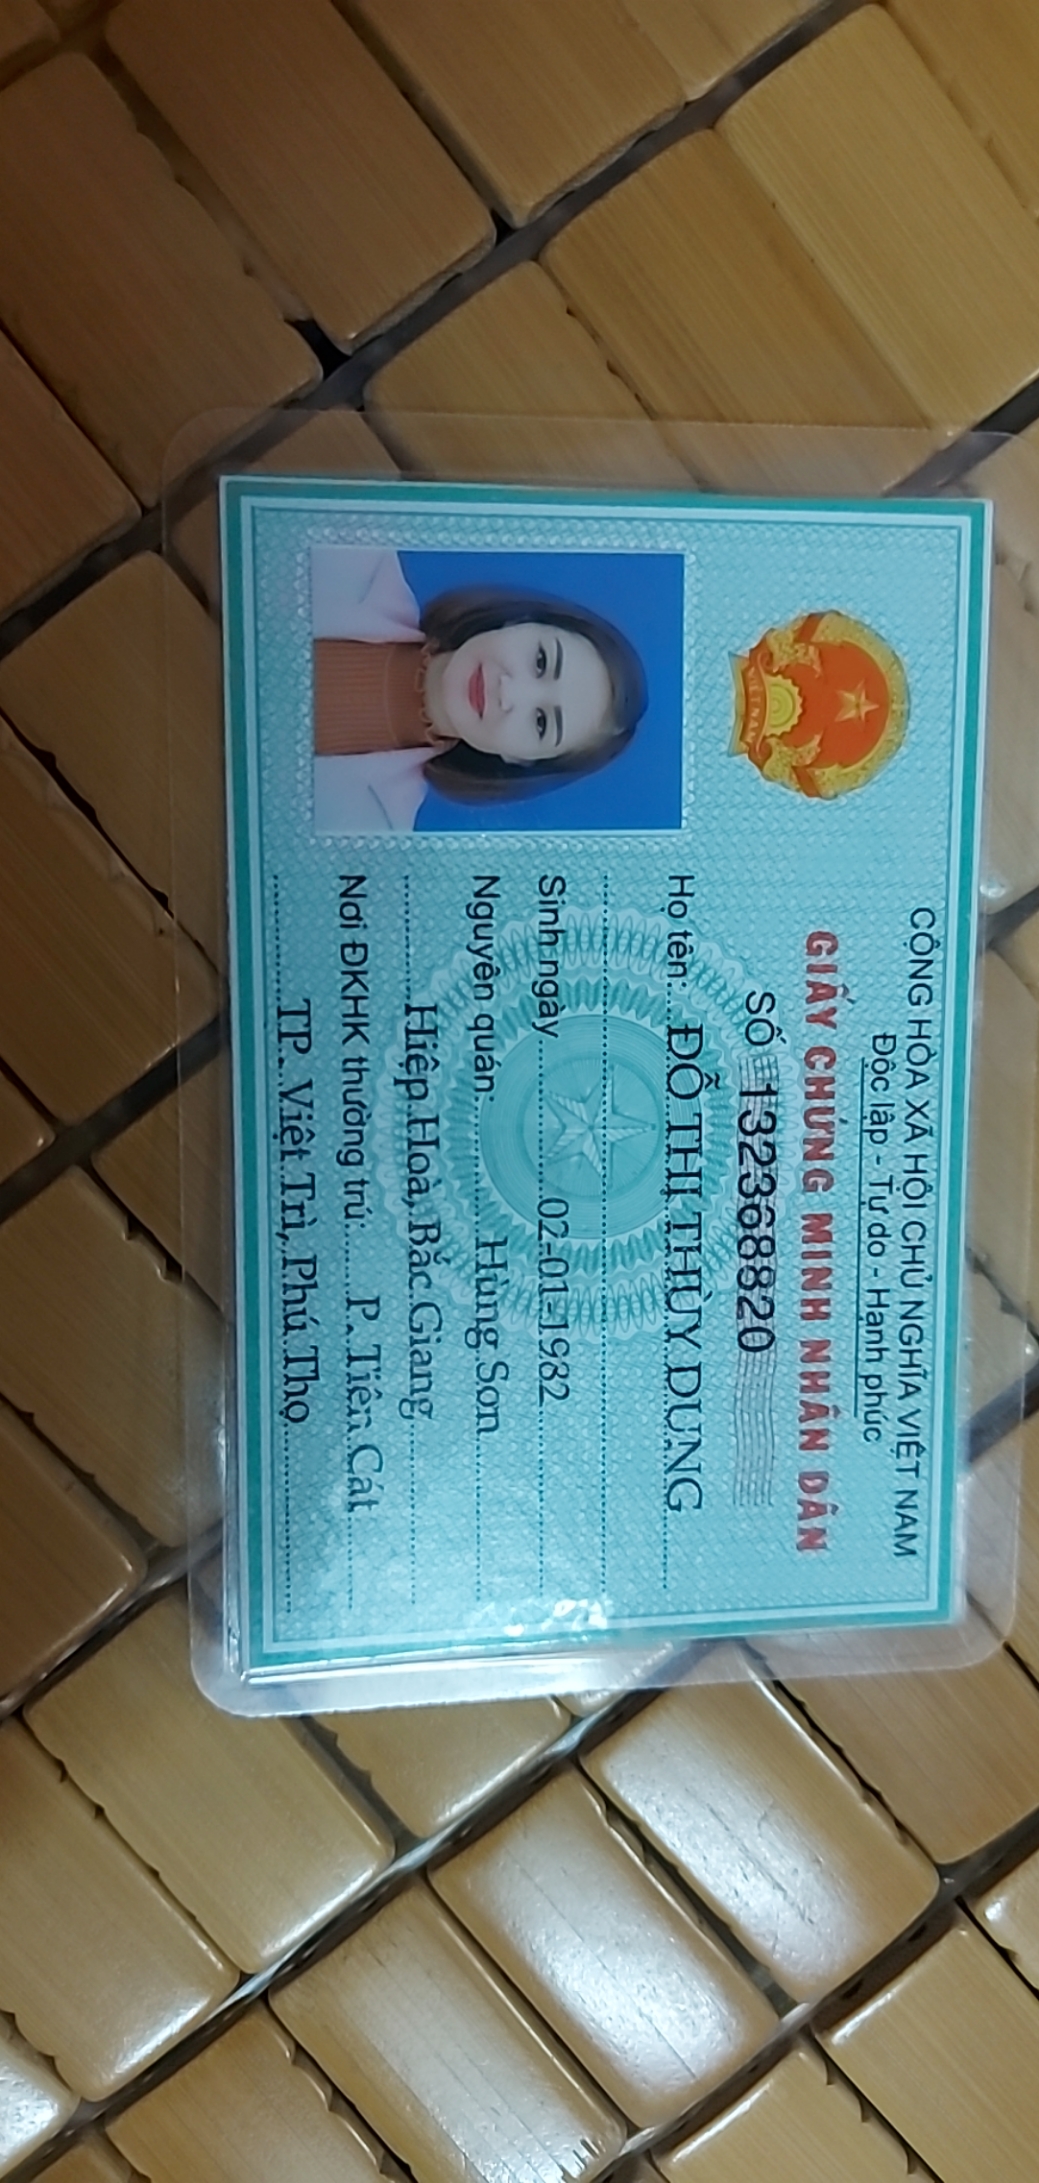 CỘNG HÒA XÃ HỘI CHỦ NGHĨA VIỆT NAM
Độc lập - Tự do - Hạnh phúc
GIẤY CHỨNG MINH NHÂN DÂN
SỐ 132368820
Họ tên: ĐỖ THỊ THÙY DUNG
Sinh ngày 02-01-1982
Nguyên quán: Hùng Sơn
Hiệp Hoà, Bắc Giang
Nơi ĐKHK thường trú: P. Tiên Cát
TP. Việt Trì, Phú Thọ
VIỆT NAM